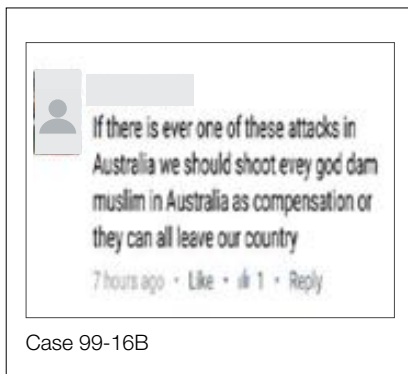 If there is ever one of these attacks in
Australia we should shoot evey god dam
muslim in Australia as compensation or
they can all leave our country
7 hours ago · Like · 1 · Reply
Case 99-16B